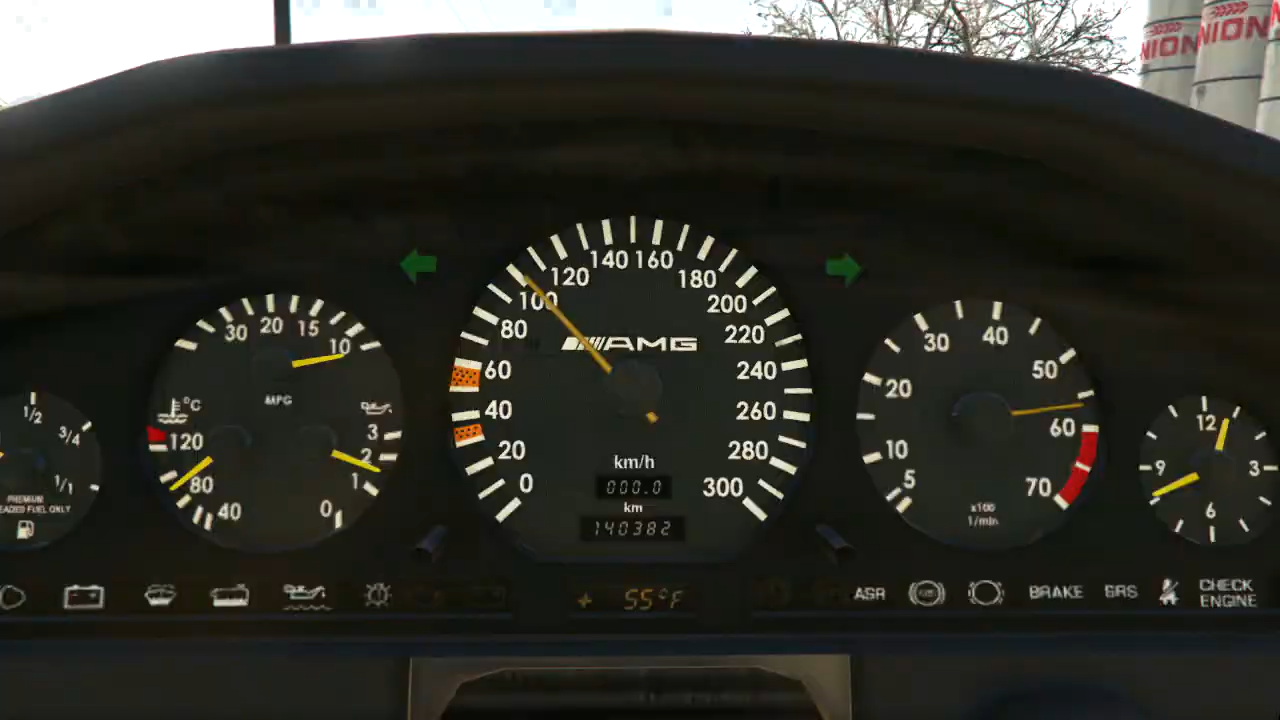 NION NION
1/2
3/4
1/1
PREMIUM
EADED FUEL ONLY
30 20 15 10
MPG
°C
120
80
40
3
2
1
0
0 20 40 60 80 100 120 140 160 180 200 220 240 260 280 300
AMG
km/h
000.0
km
140382
5 10 20 30 40 50 60 70
x100
1/min
12
3
6
9
+ 55°F
ASR
ABS
BRAKE
SRS
CHECK
ENGINE